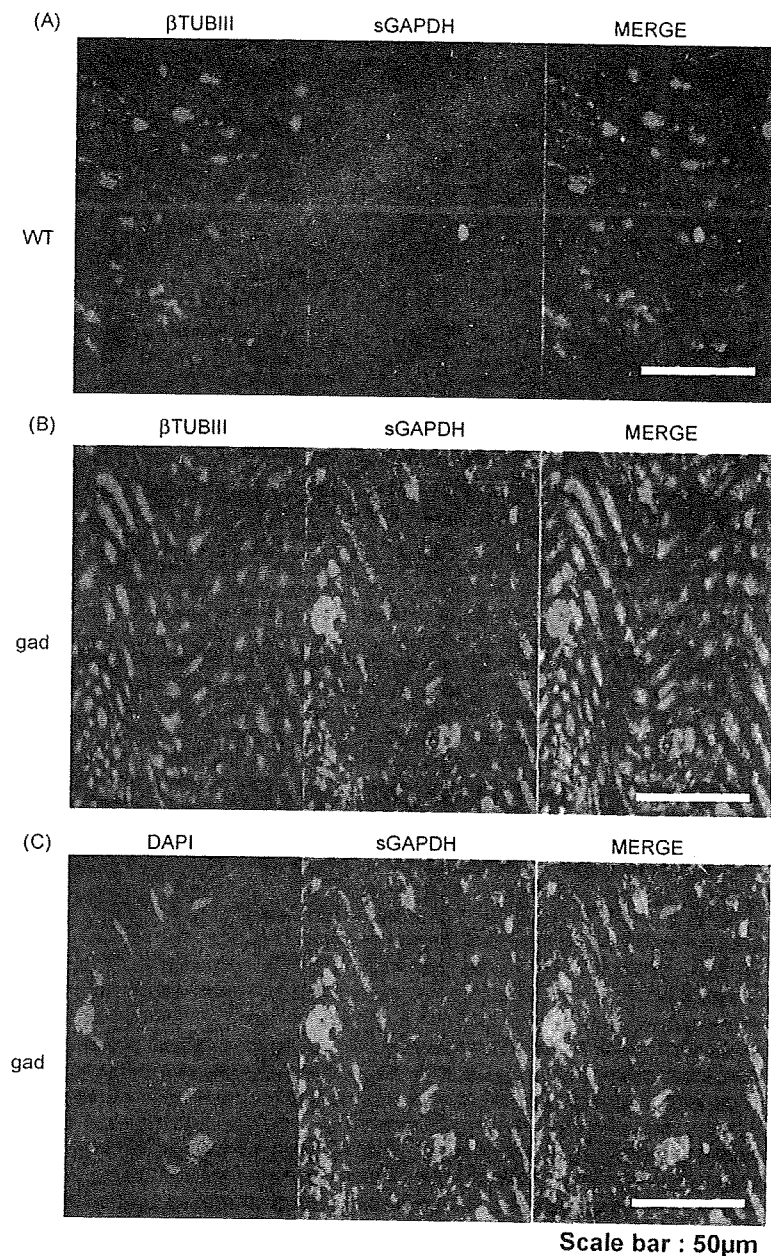 (A) βTUBIII sGAPDH MERGE
WT
(B) βTUBIII sGAPDH MERGE
gad
(C) DAPI sGAPDH MERGE
gad
Scale bar : 50μm